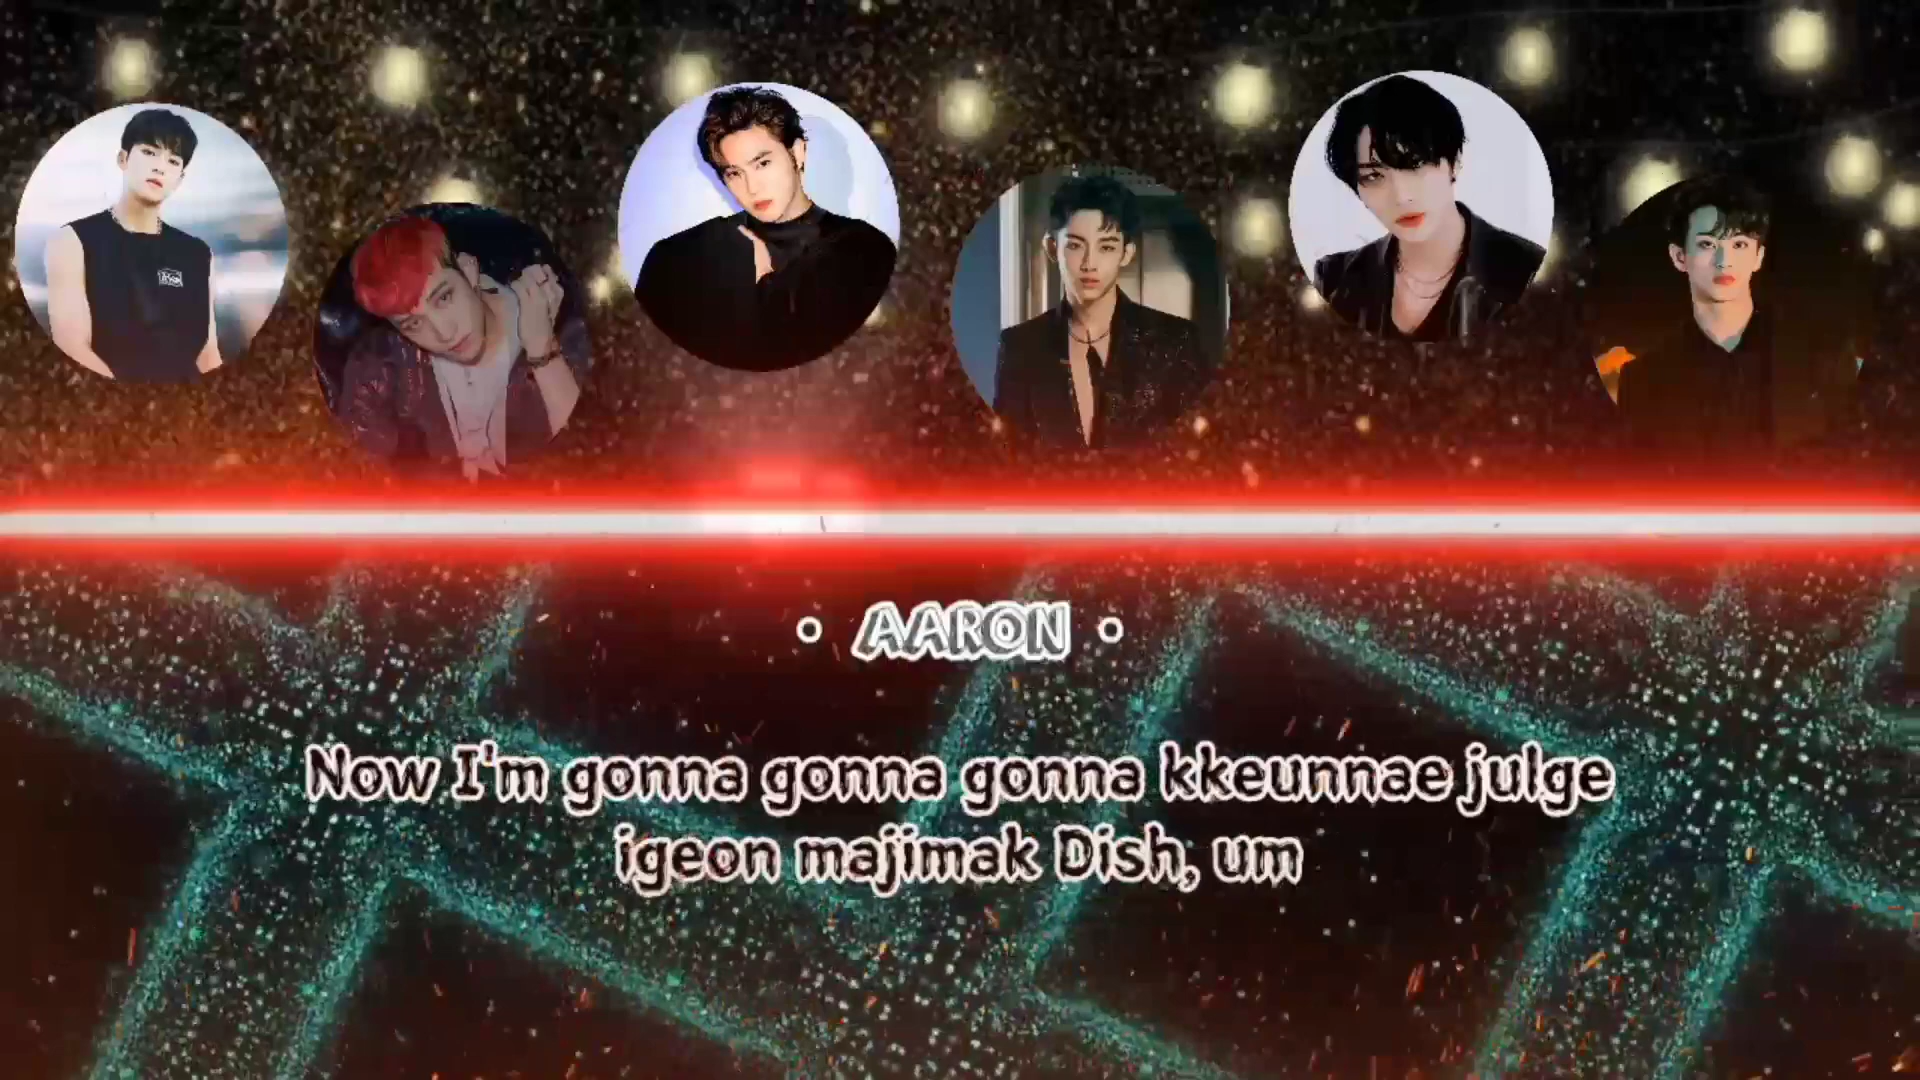 • AARON •
Now I'm gonna gonna gonna kkeunnae julge
igeon majimak Dish, um